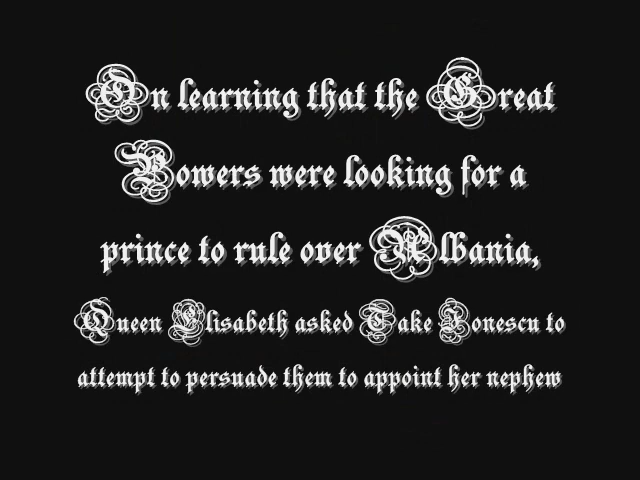 On learning that the Great
Powers were looking for a
prince to rule over Albania,
Queen Elisabeth asked Take Ionescu to
attempt to persuade them to appoint her nephew